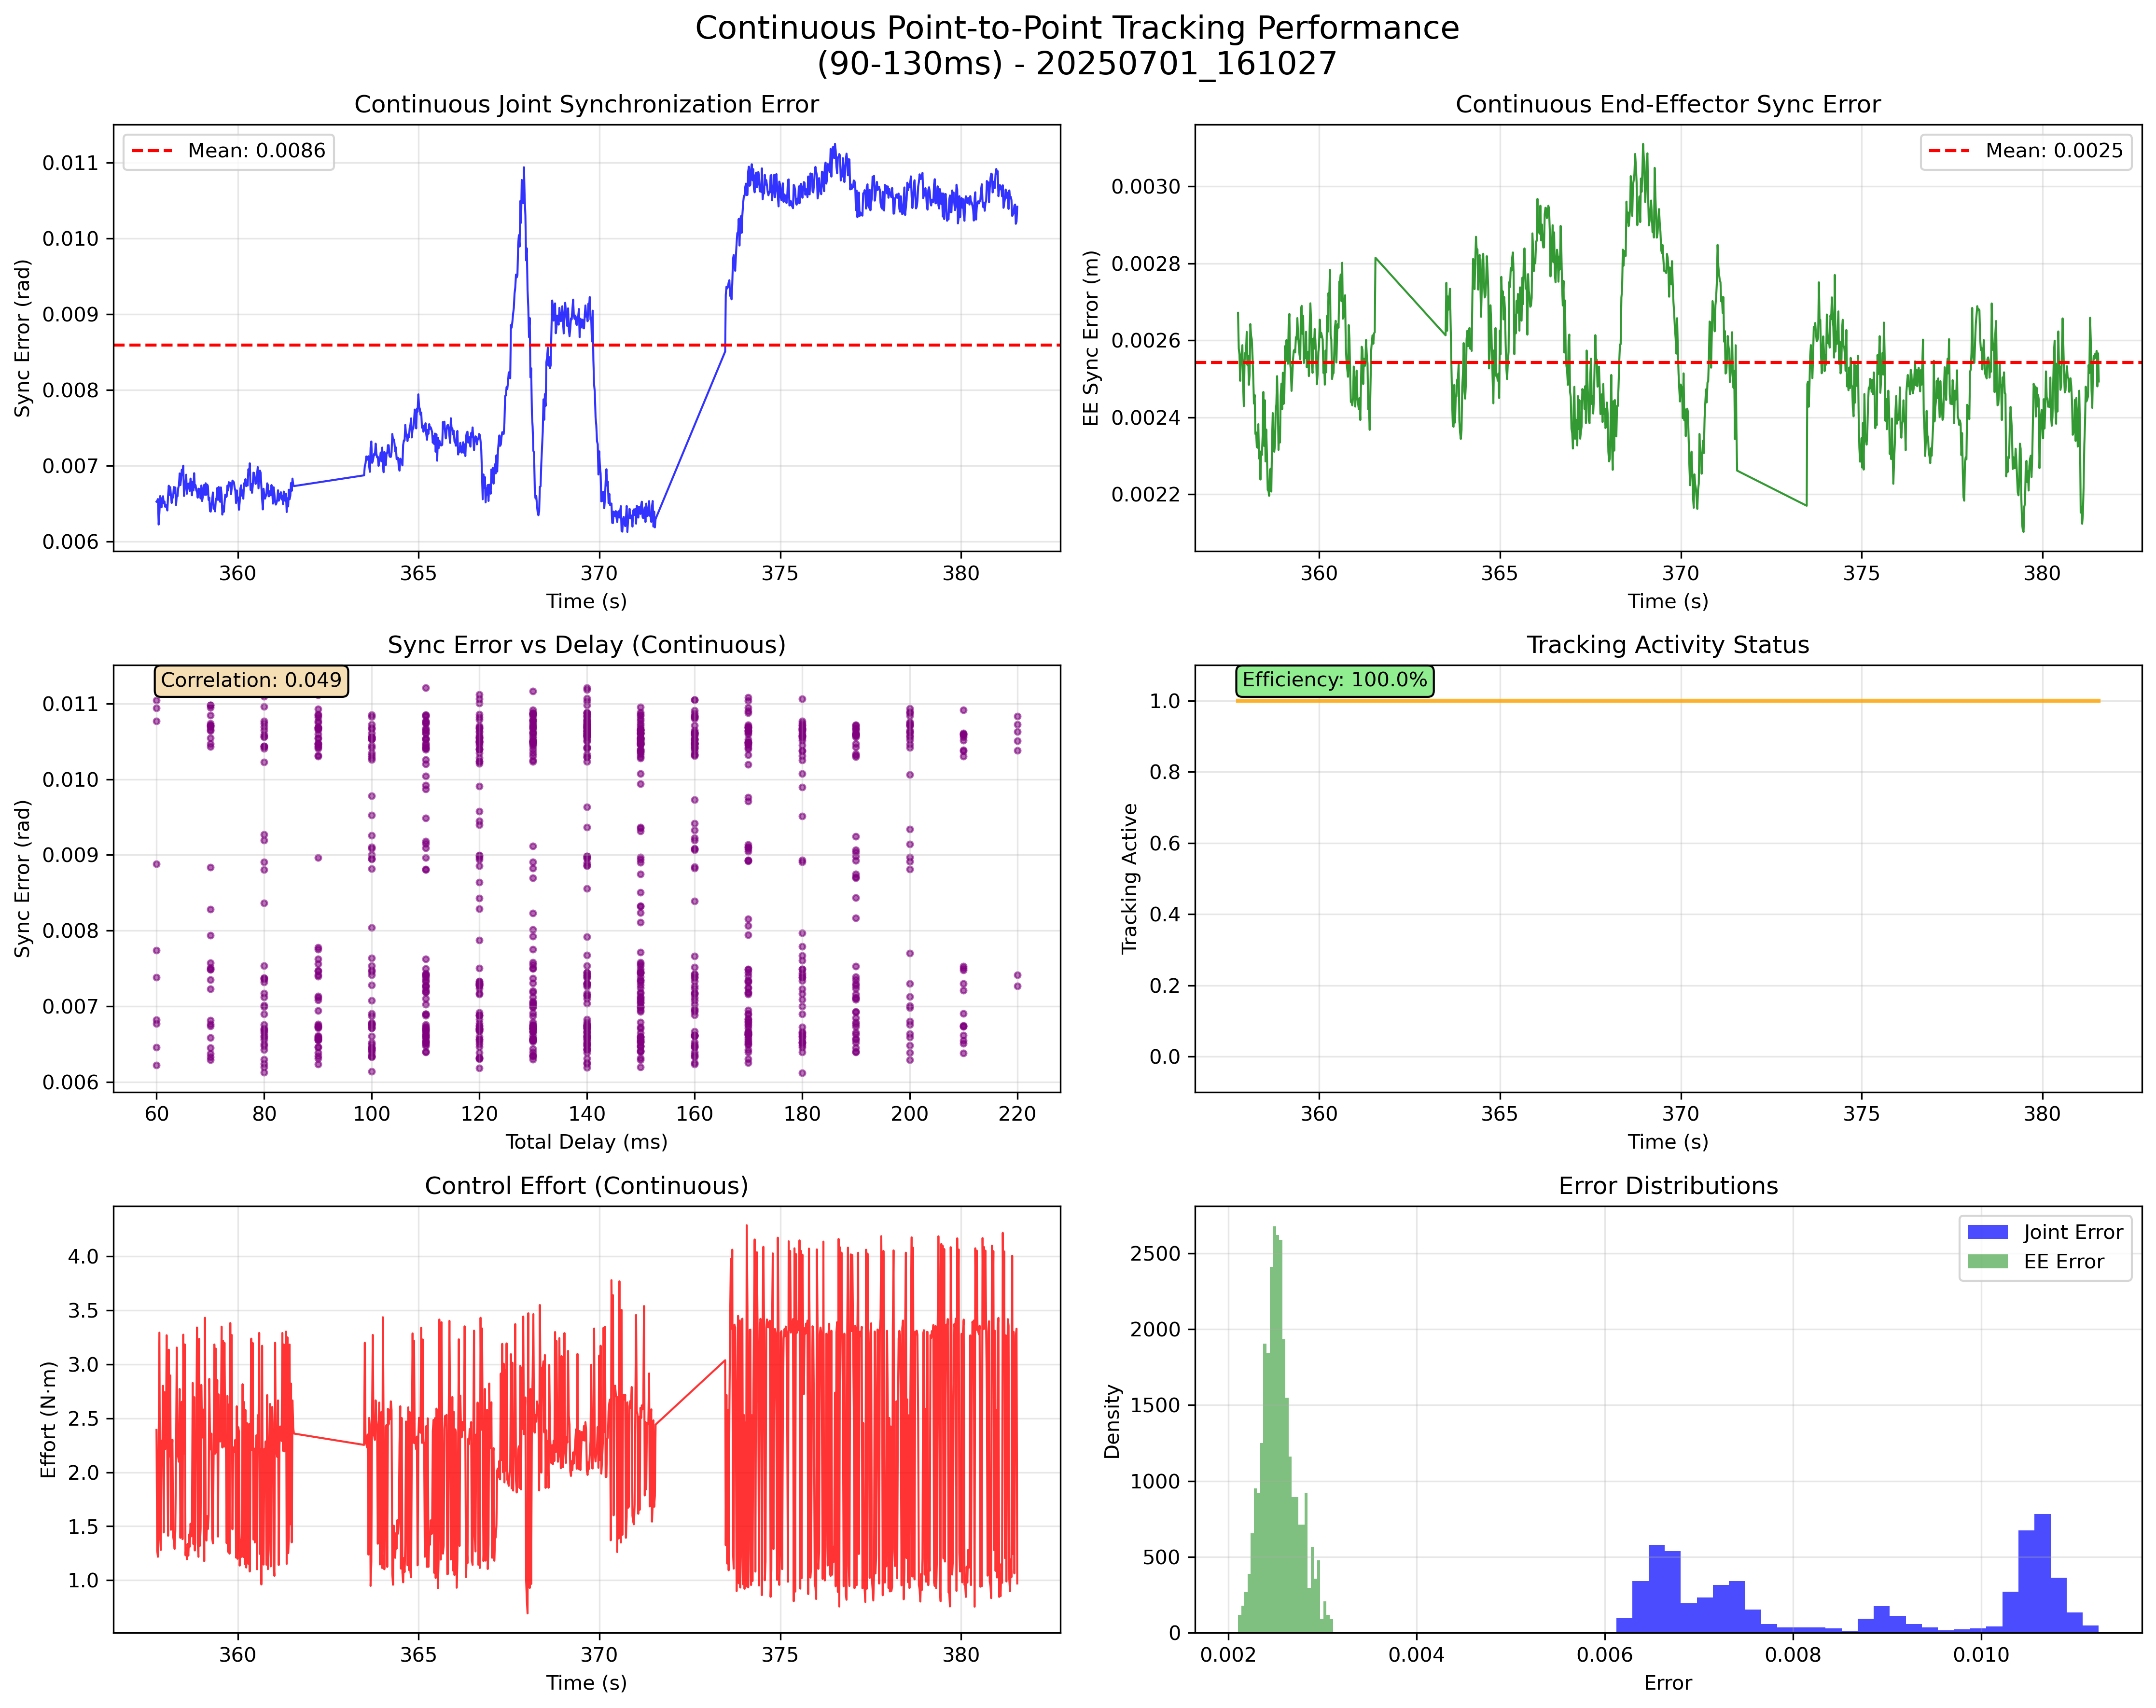 Continuous Point-to-Point Tracking Performance
(90-130ms) - 20250701_161027
Continuous Joint Synchronization Error
Mean: 0.0086
Sync Error (rad)
0.011
0.010
0.009
0.008
0.007
0.006
360 365 370 375 380
Time (s)
Continuous End-Effector Sync Error
Mean: 0.0025
EE Sync Error (m)
0.0030
0.0028
0.0026
0.0024
0.0022
360 365 370 375 380
Time (s)
Sync Error vs Delay (Continuous)
Correlation: 0.049
Sync Error (rad)
0.011
0.010
0.009
0.008
0.007
0.006
60 80 100 120 140 160 180 200 220
Total Delay (ms)
Tracking Activity Status
Efficiency: 100.0%
Tracking Active
1.0
0.8
0.6
0.4
0.2
0.0
360 365 370 375 380
Time (s)
Control Effort (Continuous)
Effort (N·m)
4.0
3.5
3.0
2.5
2.0
1.5
1.0
360 365 370 375 380
Time (s)
Error Distributions
Joint Error
EE Error
Density
2500
2000
1500
1000
500
0
0.002 0.004 0.006 0.008 0.010
Error